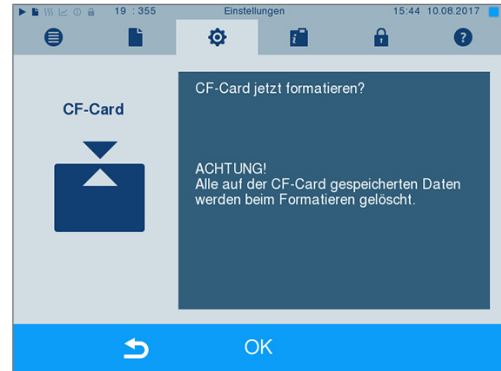 19 : 355 Einstellungen 15:44 10.08.2017
CF-Card
CF-Card jetzt formatieren?
ACHTUNG!
Alle auf der CF-Card gespeicherten Daten
werden beim Formatieren gelöscht.
OK